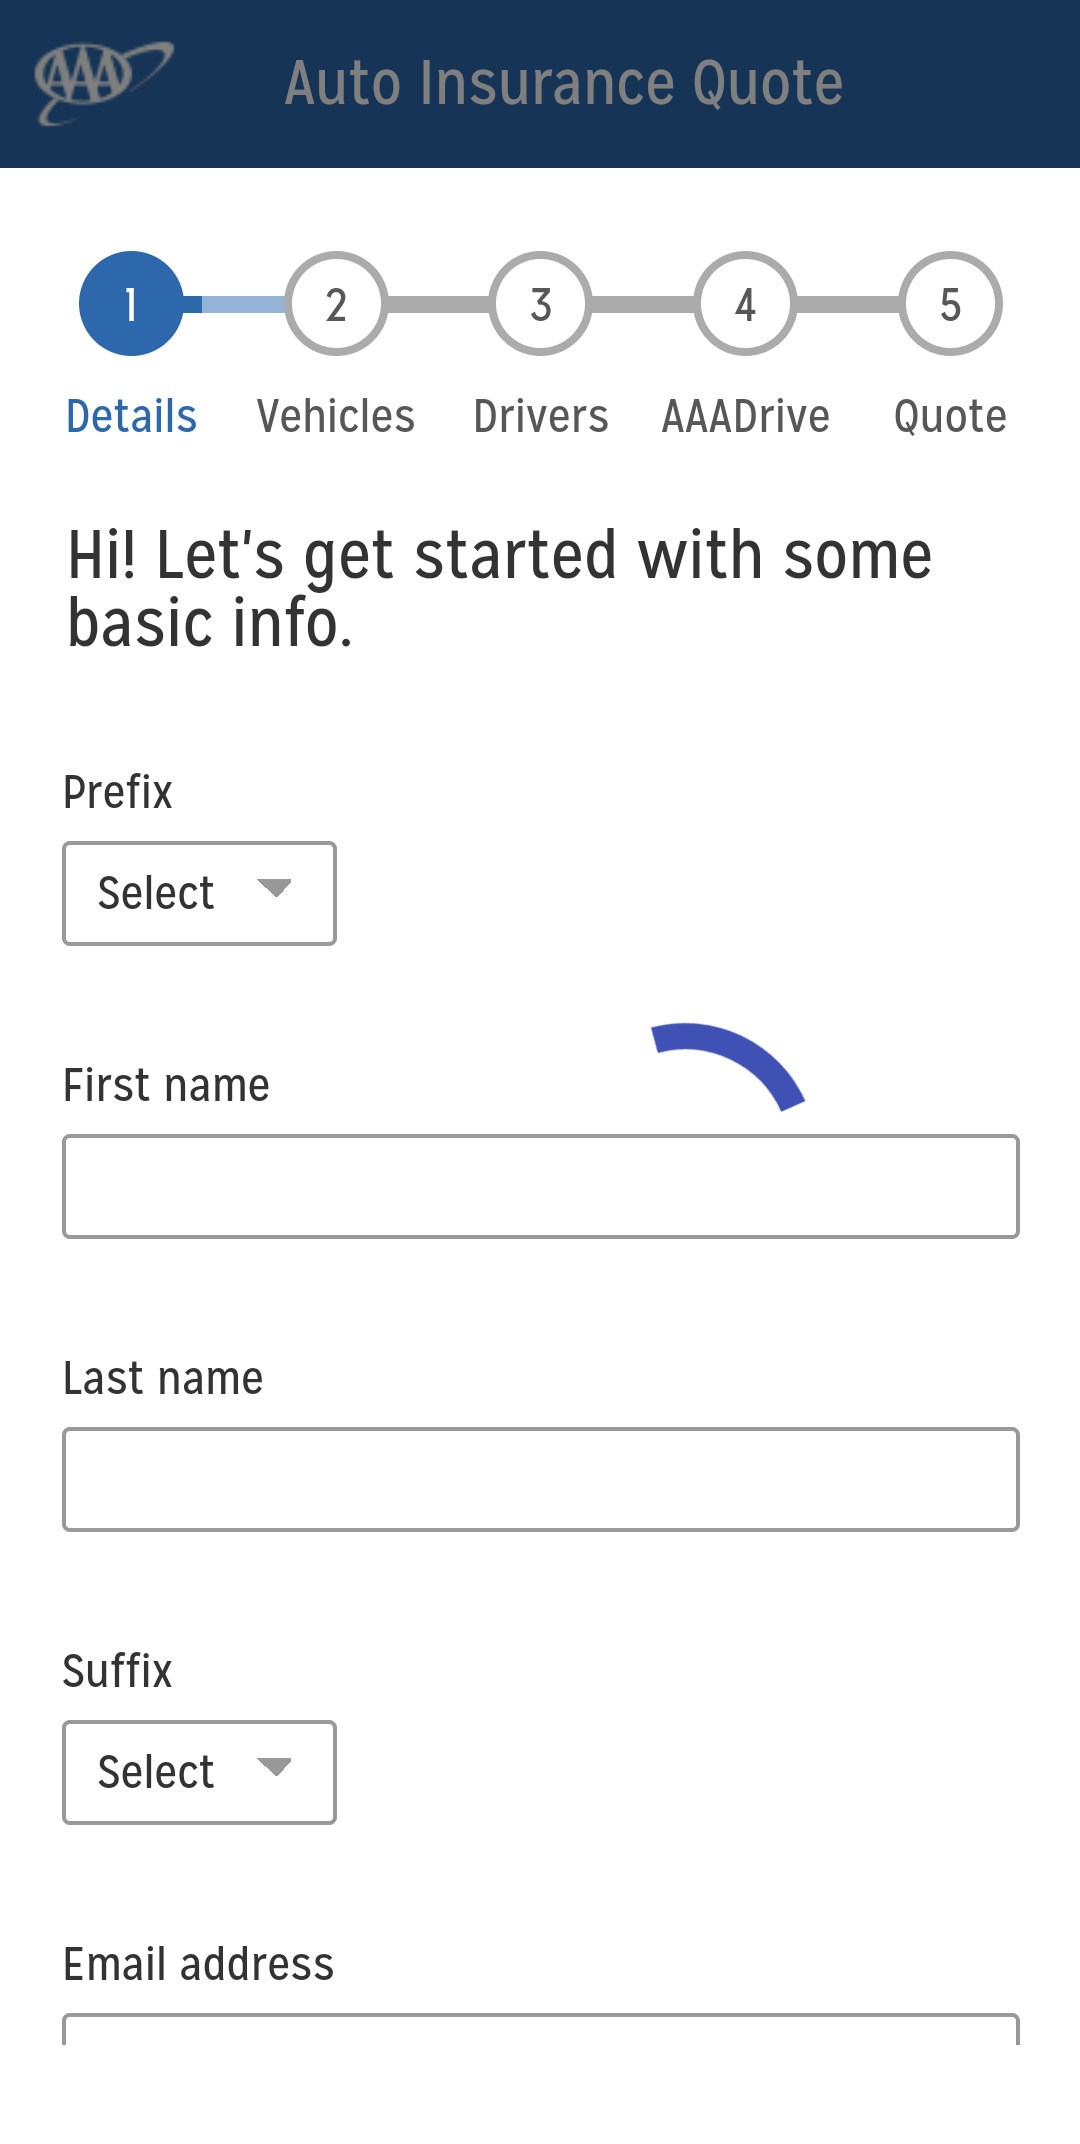 AAA
Auto Insurance Quote
1 2 3 4 5
Details Vehicles Drivers AAADrive Quote
Hi! Let's get started with some
basic info.
Prefix
Select
First name
Last name
Suffix
Select
Email address